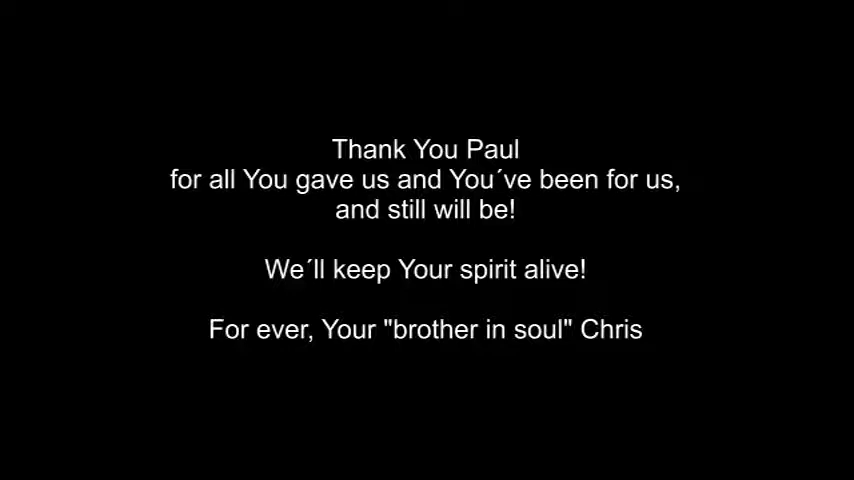 Thank You Paul
for all You gave us and You´ve been for us,
and still will be!
We´ll keep Your spirit alive!
For ever, Your "brother in soul" Chris